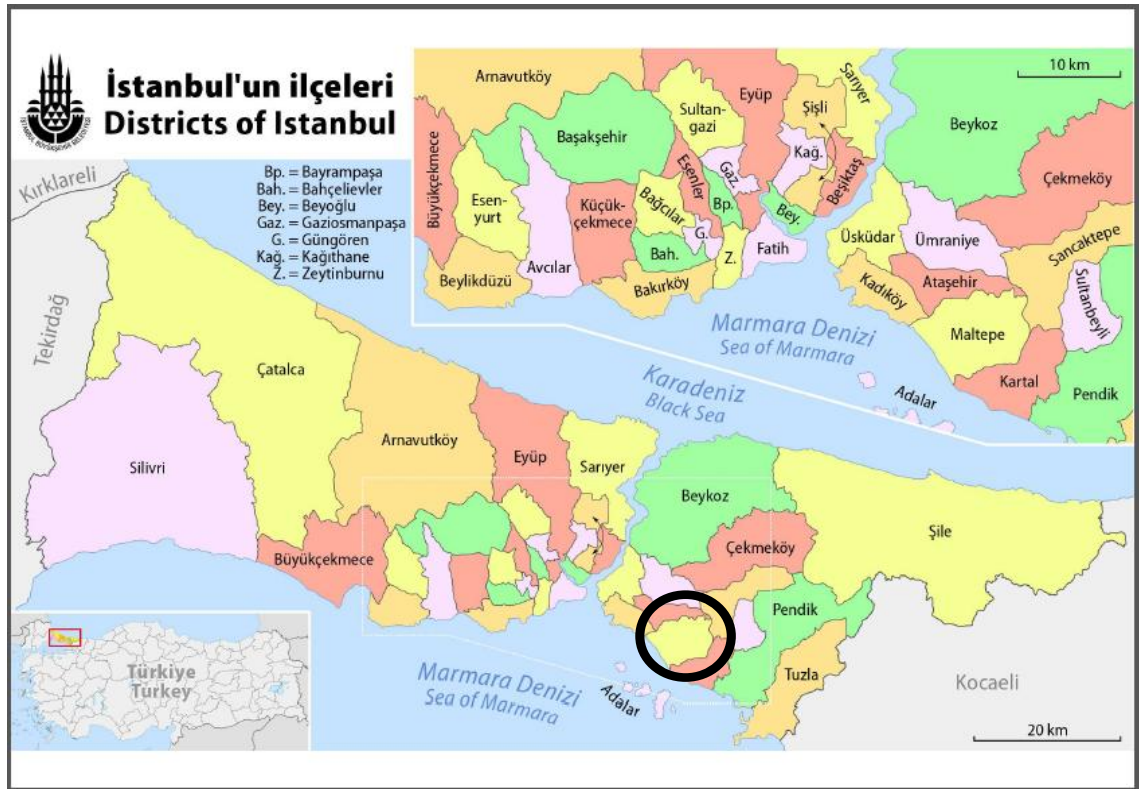 İstanbul'un ilçeleri
Districts of Istanbul
İSTANBUL BÜYÜKŞEHİR BELEDİYESİ
Bp. = Bayrampaşa
Bah. = Bahçelievler
Bey. = Beyoğlu
Gaz. = Gaziosmanpaşa
G. = Güngören
Kağ. = Kağıthane
Z. = Zeytinburnu
10 km
Arnavutköy
Büyükçekmece
Esen-
yurt
Başakşehir
Avcılar
Beylikdüzü
Küçük-
çekmece
Sultan-
gazi
Bağcılar
Esenler
Gaz.
Bp.
G.
Bah.
Bakırköy
Z.
Fatih
Eyüp
Şişli
Sarıyer
Kağ.
Beşiktaş
Bey.
Beykoz
Çekmeköy
Üsküdar
Ümraniye
Sancaktepe
Kadıköy
Ataşehir
Sultanbeyli
Maltepe
Kartal
Pendik
Marmara Denizi
Sea of Marmara
Adalar
Kırklareli
Tekirdağ
Karadeniz
Black Sea
Çatalca
Silivri
Arnavutköy
Eyüp
Sarıyer
Büyükçekmece
Beykoz
Çekmeköy
Şile
Pendik
Tuzla
Kocaeli
Marmara Denizi
Sea of Marmara
Adalar
Türkiye
Turkey
20 km